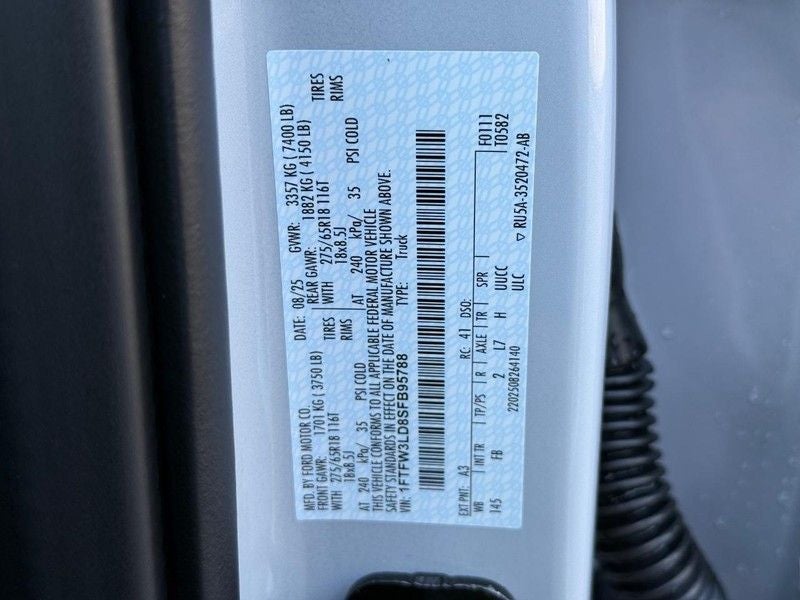 MFD. BY FORD MOTOR CO. DATE: 08/25 GVWR: 3357 KG ( 7400 LB)
FRONT GAWR: 1701 KG ( 3750 LB) REAR GAWR: 1882 KG ( 4150 LB)
WITH 275/65R18 116T TIRES WITH 275/65R18 116T TIRES
18x8.5J RIMS 18x8.5J RIMS
AT 240 kPa/ 35 PSI COLD AT 240 kPa/ 35 PSI COLD
THIS VEHICLE CONFORMS TO ALL APPLICABLE FEDERAL MOTOR VEHICLE
SAFETY STANDARDS IN EFFECT ON THE DATE OF MANUFACTURE SHOWN ABOVE.
VIN: 1FTFW3LD8SFB95788 TYPE: Truck
EXT PNT: A3 RC: 41 DSO: F0111
WB INT TR TP/PS R AXLE TR SPR T0582
145 FB 2 L7 H UUCC
2202508264140 ULC ▽ RU5A-3520472-AB